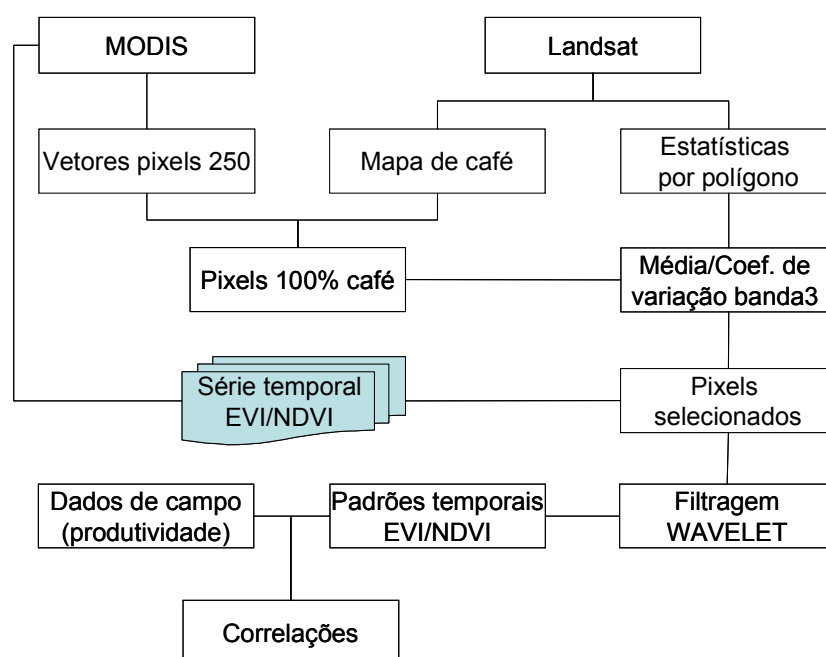 MODIS
Landsat
Vetores pixels 250
Mapa de café
Estatísticas
por polígono
Pixels 100% café
Média/Coef. de
variação banda3
Série temporal
EVI/NDVI
Pixels
selecionados
Dados de campo
(produtividade)
Padrões temporais
EVI/NDVI
Filtragem
WAVELET
Correlações